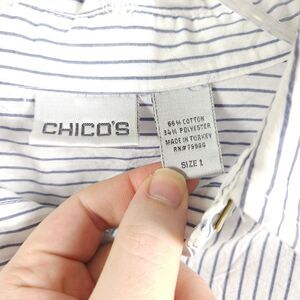 CHICO'S
66% COTTON
34% POLYESTER
MADE IN TURKEY
SIZE 1